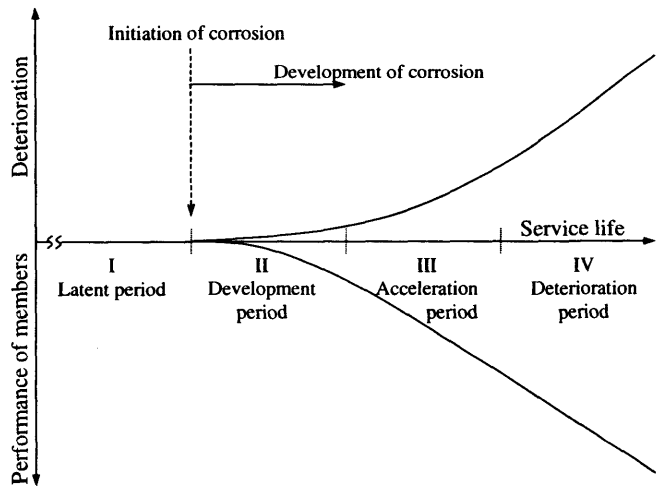 Initiation of corrosion
Development of corrosion
Deterioration
Service life
I
Latent period
II
Development
period
III
Acceleration
period
IV
Deterioration
period
Performance of members